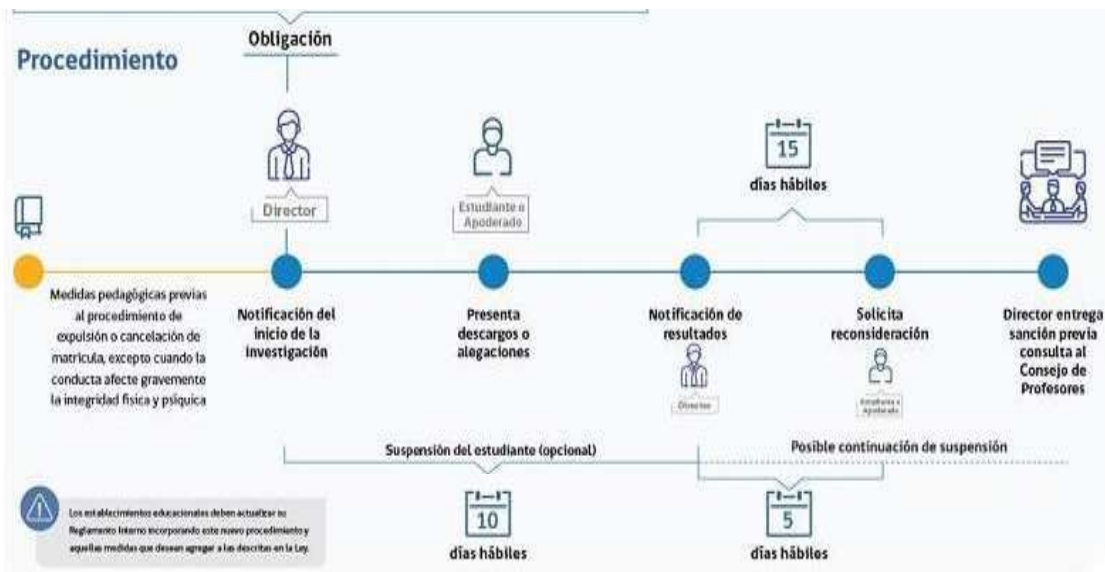 Procedimiento
Obligación
Director
Estudiante o
Apoderado
15
días hábiles
Medidas pedagógicas previas
al procedimiento de
expulsión o cancelación de
matrícula, excepto cuando la
conducta afecte gravemente
la integridad física y psíquica
Notificación del
inicio de la
investigación
Presenta
descargos o
alegaciones
Notificación de
resultados
Director
Solicita
reconsideración
Estudiante o
Apoderado
Director entrega
sanción previa
consulta al
Consejo de
Profesores
Suspensión del estudiante (opcional)
Posible continuación de suspensión
10
días hábiles
5
días hábiles
Los establecimientos educacionales deben actualizar su
Reglamento Interno incorporando este nuevo procedimiento y
aquellas medidas que desean agregar a las descritas en la Ley.